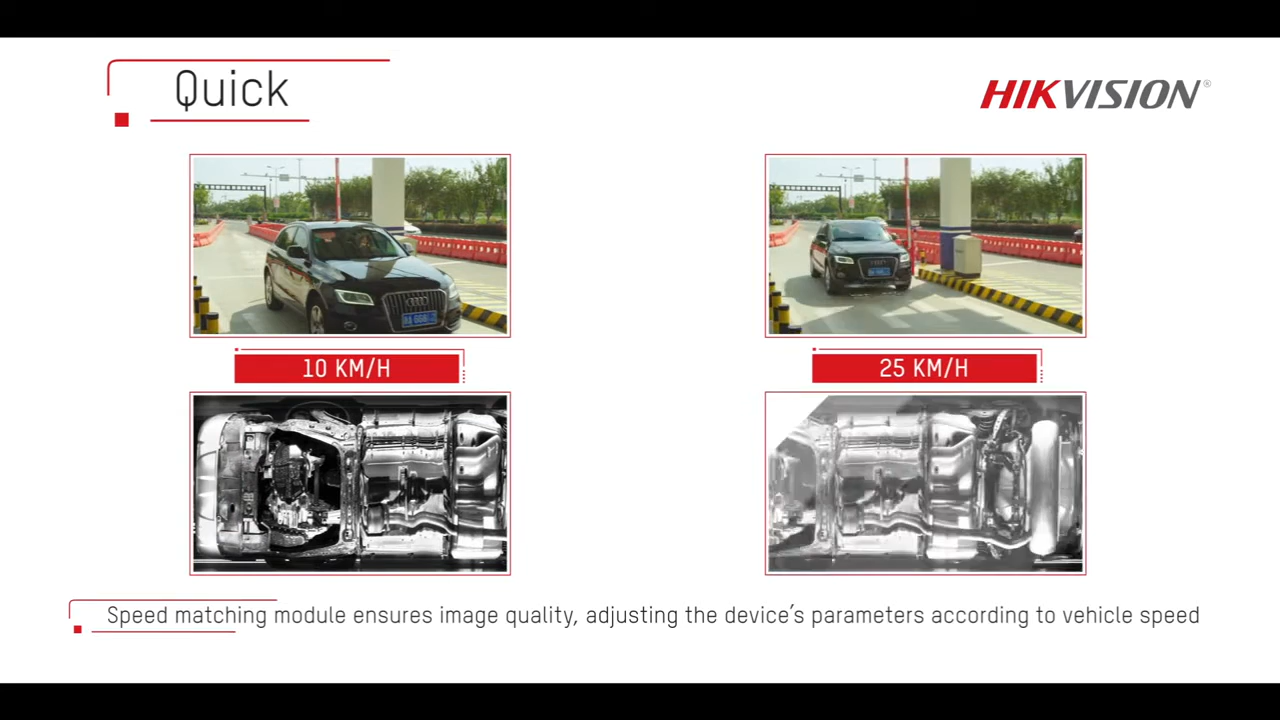 Quick
HIKVISION®
10 KM/H
25 KM/H
Speed matching module ensures image quality, adjusting the device's parameters according to vehicle speed